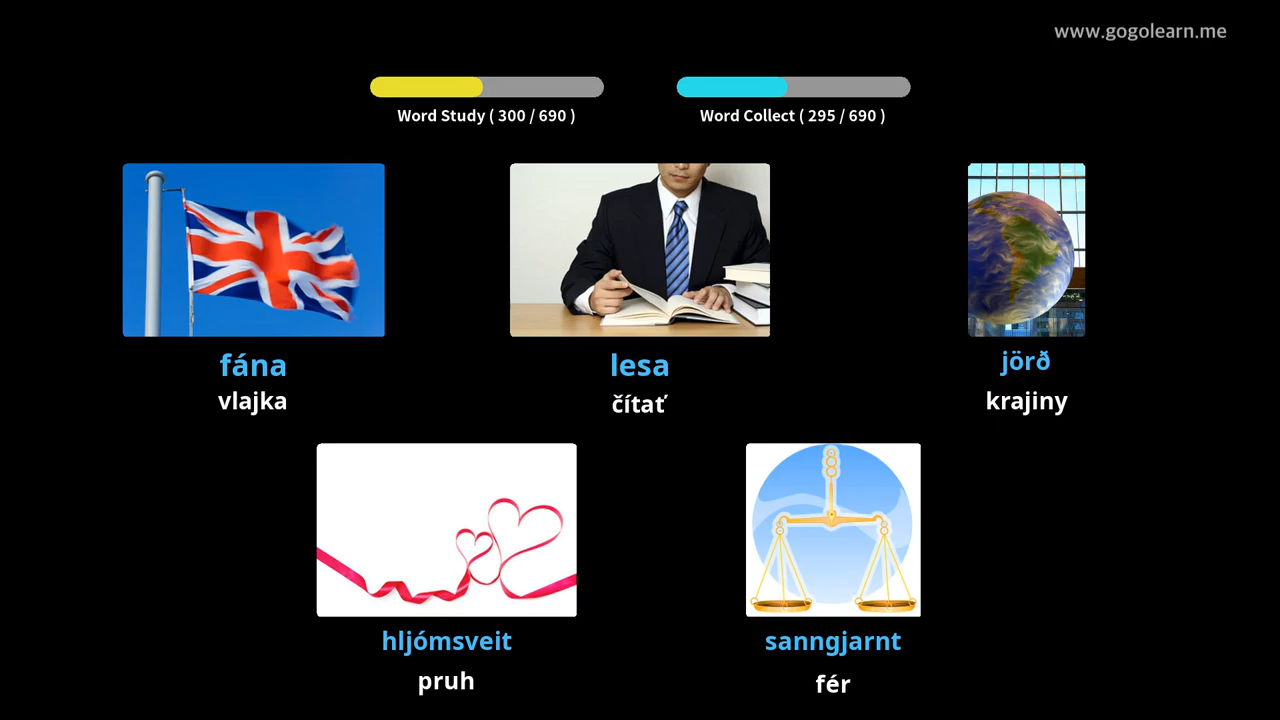 www.gogolearn.me
Word Study ( 300 / 690 )
Word Collect ( 295 / 690 )
fána
vlajka
lesa
čítať
jörð
krajiny
hljómsveit
pruh
sanngjarnt
fér